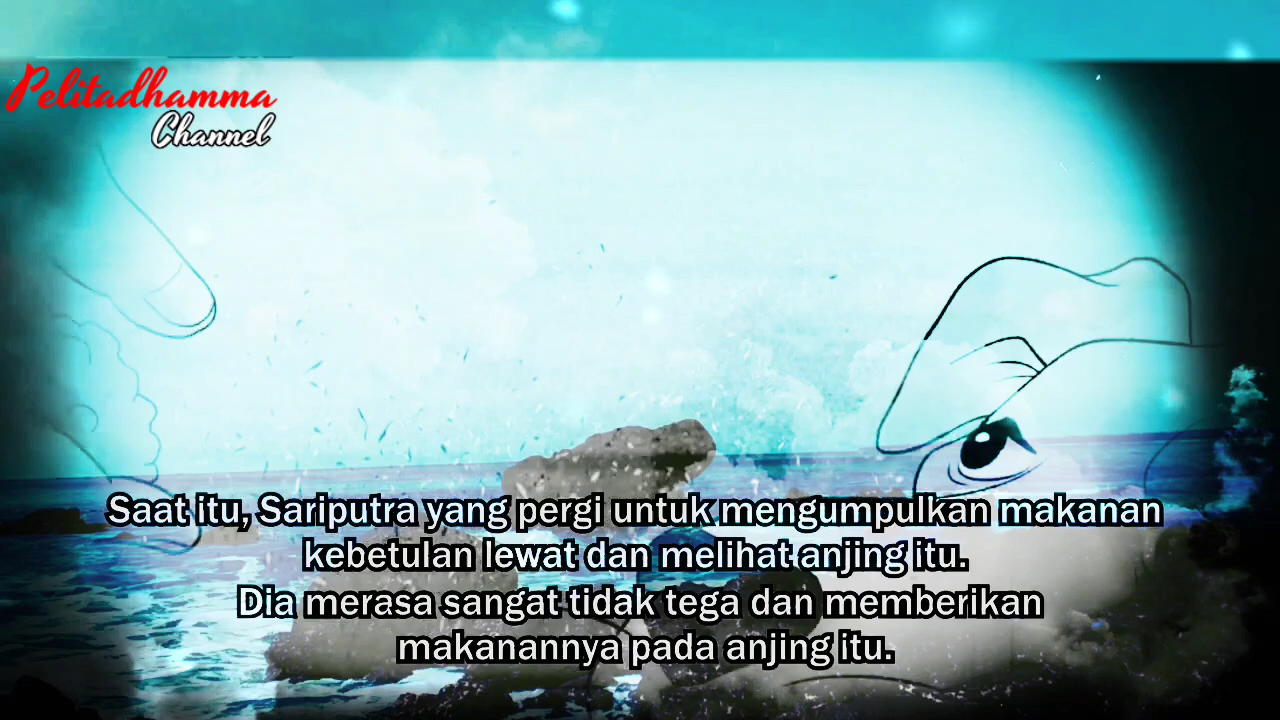 Pelitadhamma
Channel
Saat itu, Sariputra yang pergi untuk mengumpulkan makanan
kebetulan lewat dan melihat anjing itu.
Dia merasa sangat tidak tega dan memberikan
makanannya pada anjing itu.